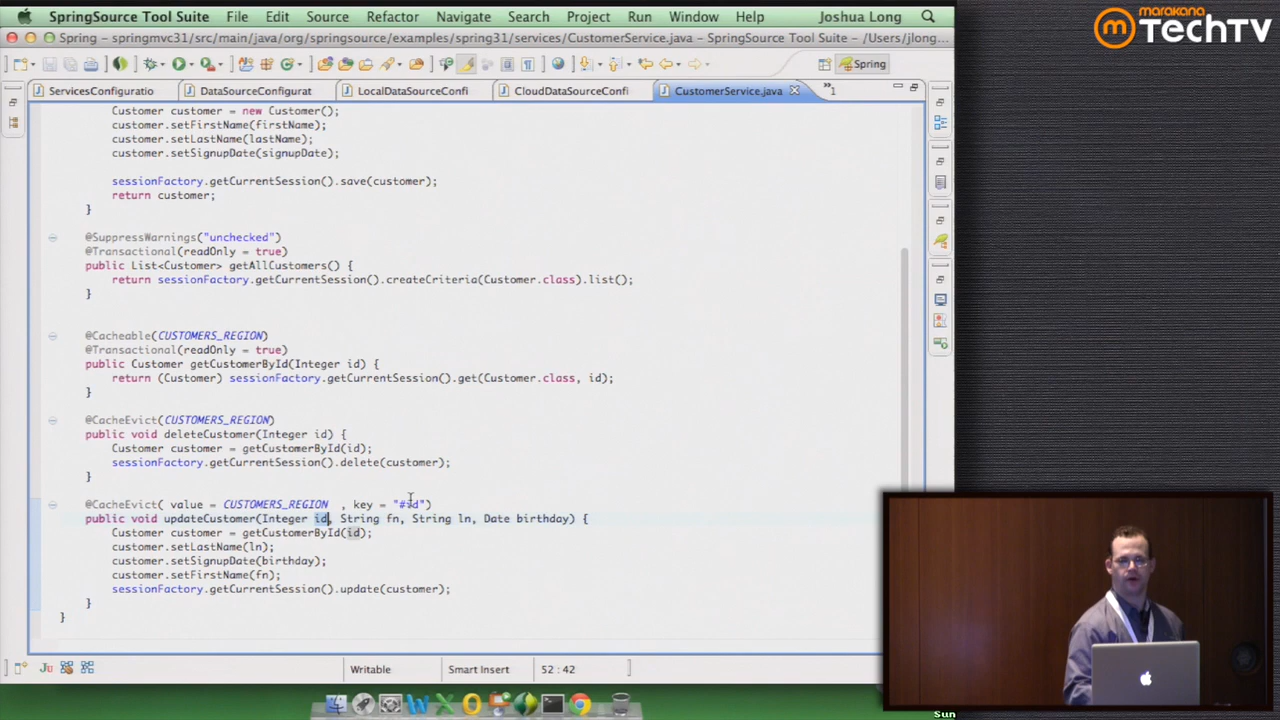 SpringSource Tool Suite File Edit Source Refactor Navigate Search Project Run Window Help Joshua Long
marakana
TechTV
Spring - springmvc31/src/main/java/org/springsource/examples/spring31/services/CustomerService.java - SpringSource Tool Suite - /Users/jlong...
Spring
ServicesConfiguratio DataSourceConfigurat LocalDataSourceConfi CloudDataSourceConfi CustomerService.java »1
Customer customer = new Customer();
customer.setFirstName(firstName);
customer.setLastName(lastName);
customer.setSignupDate(signupDate);
sessionFactory.getCurrentSession().save(customer);
return customer;
}
@SuppressWarnings("unchecked")
@Transactional(readOnly = true)
public List<Customer> getAllCustomers() {
return sessionFactory.getCurrentSession().createCriteria(Customer.class).list();
}
@Cacheable(CUSTOMERS_REGION)
@Transactional(readOnly = true)
public Customer getCustomerById(Integer id) {
return (Customer) sessionFactory.getCurrentSession().get(Customer.class, id);
}
@CacheEvict(CUSTOMERS_REGION)
public void deleteCustomer(Integer id) {
Customer customer = getCustomerById(id);
sessionFactory.getCurrentSession().delete(customer);
}
@CacheEvict( value = CUSTOMERS_REGION , key = "#id")
public void updateCustomer(Integer id, String fn, String ln, Date birthday) {
Customer customer = getCustomerById(id);
customer.setLastName(ln);
customer.setSignupDate(birthday);
customer.setFirstName(fn);
sessionFactory.getCurrentSession().update(customer);
}
}
Ju Writable Smart Insert 52 : 42
Sun